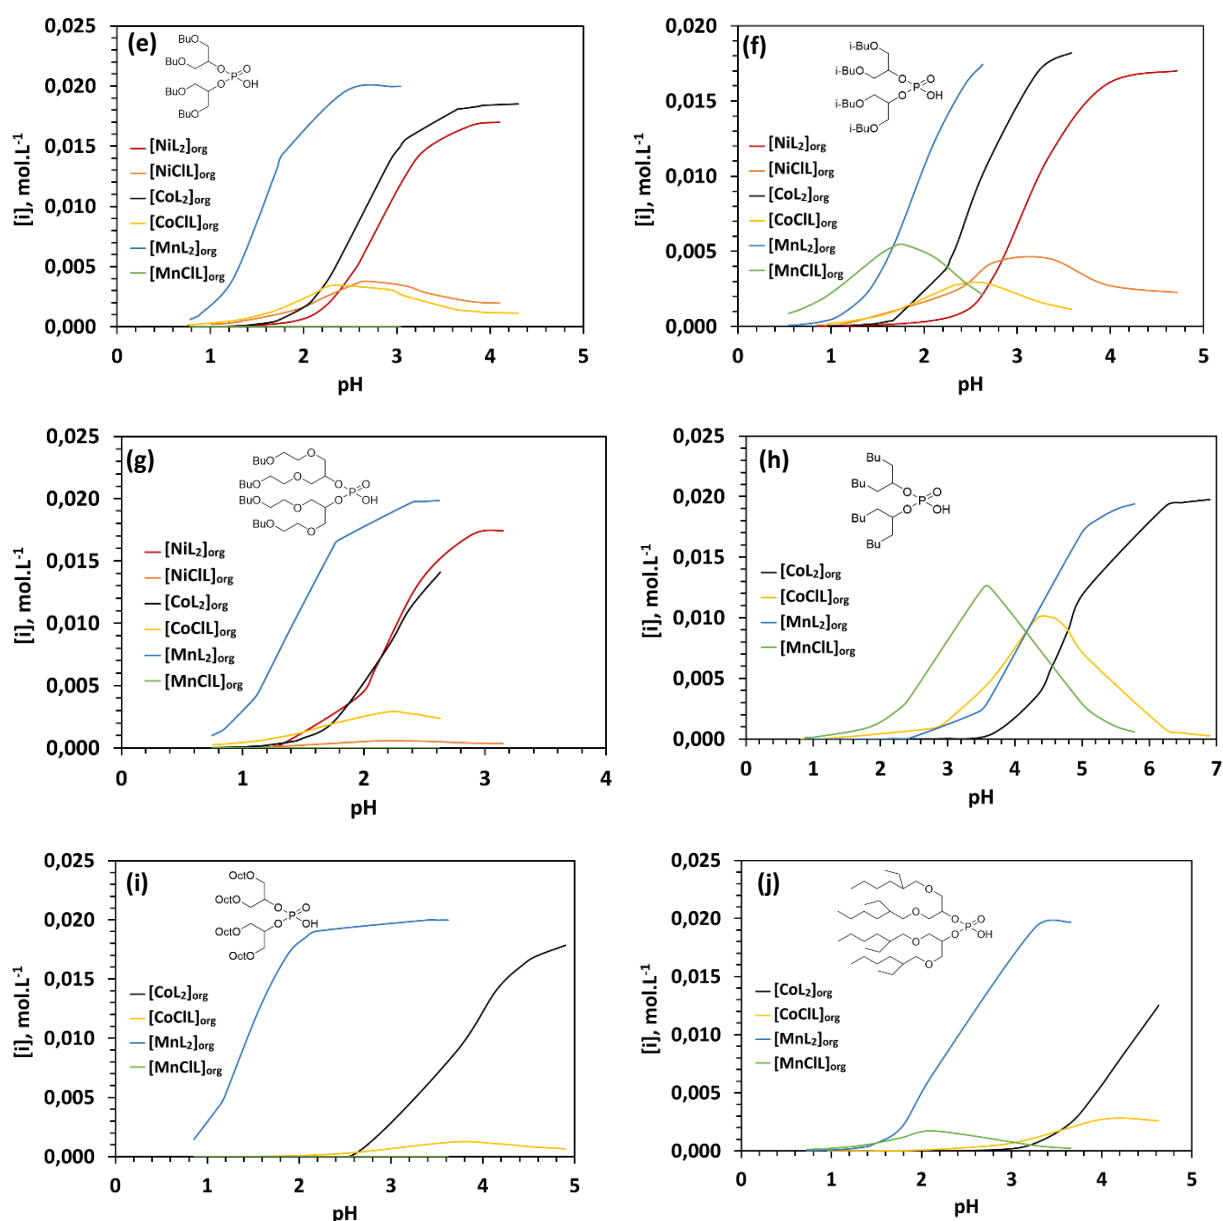 (e)
BuO
BuO
O
O
P
O
OH
BuO
BuO
[NiL2]org
[NiClL]org
[CoL2]org
[CoClL]org
[MnL2]org
[MnClL]org
0,025
0,020
0,015
0,010
0,005
0,000
[i], mol.L-1
0 1 2 3 4 5
pH
(f)
i-BuO
i-BuO
O
O
P
O
OH
i-BuO
i-BuO
[NiL2]org
[NiClL]org
[CoL2]org
[CoClL]org
[MnL2]org
[MnClL]org
0,020
0,015
0,010
0,005
0,000
[i], mol.L-1
0 1 2 3 4 5
pH
(g)
O
BuO
O
BuO
O
O
P
O
OH
BuO
O
BuO
O
[NiL2]org
[NiClL]org
[CoL2]org
[CoClL]org
[MnL2]org
[MnClL]org
0,025
0,020
0,015
0,010
0,005
0,000
[i], mol.L-1
0 1 2 3 4
pH
(h)
Bu
Bu
O
O
P
O
OH
Bu
Bu
[CoL2]org
[CoClL]org
[MnL2]org
[MnClL]org
0,025
0,020
0,015
0,010
0,005
0,000
[i], mol.L-1
0 1 2 3 4 5 6 7
pH
(i)
OctO
OctO
O
O
P
O
OH
OctO
OctO
[CoL2]org
[CoClL]org
[MnL2]org
[MnClL]org
0,025
0,020
0,015
0,010
0,005
0,000
[i], mol.L-1
0 1 2 3 4 5
pH
(j)
O
O
O
O
P
O
OH
O
O
[CoL2]org
[CoClL]org
[MnL2]org
[MnClL]org
0,025
0,020
0,015
0,010
0,005
0,000
[i], mol.L-1
0 1 2 3 4 5
pH